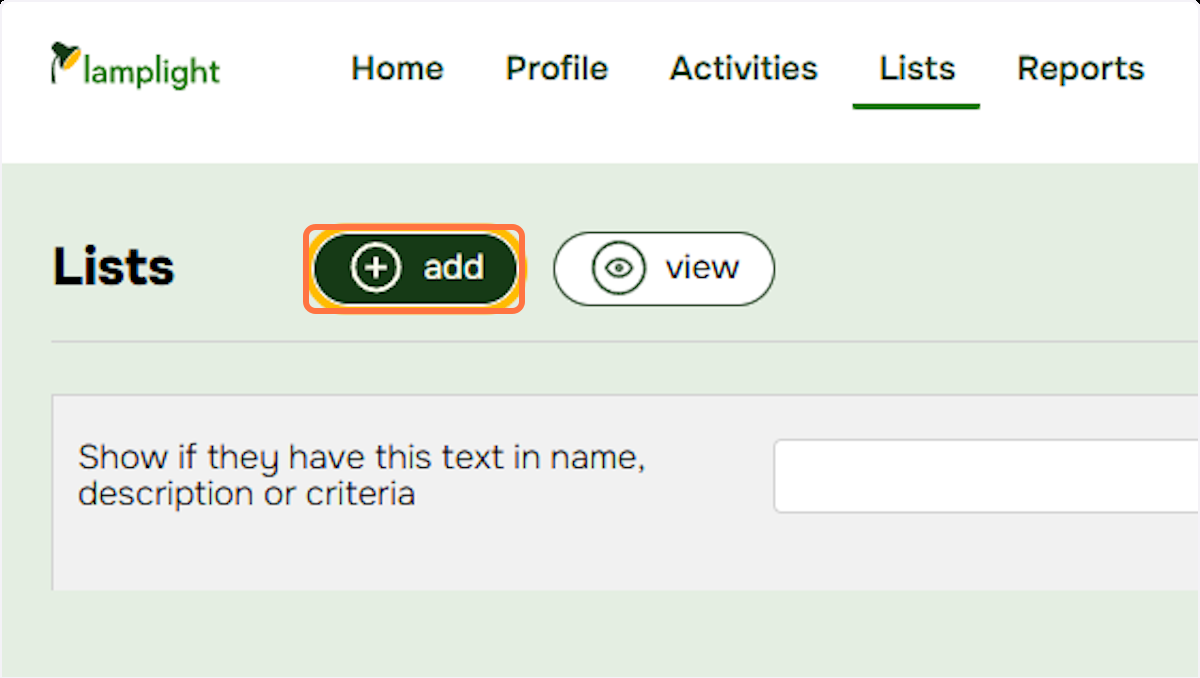 lamplight Home Profile Activities Lists Reports
Lists add view
Show if they have this text in name,
description or criteria